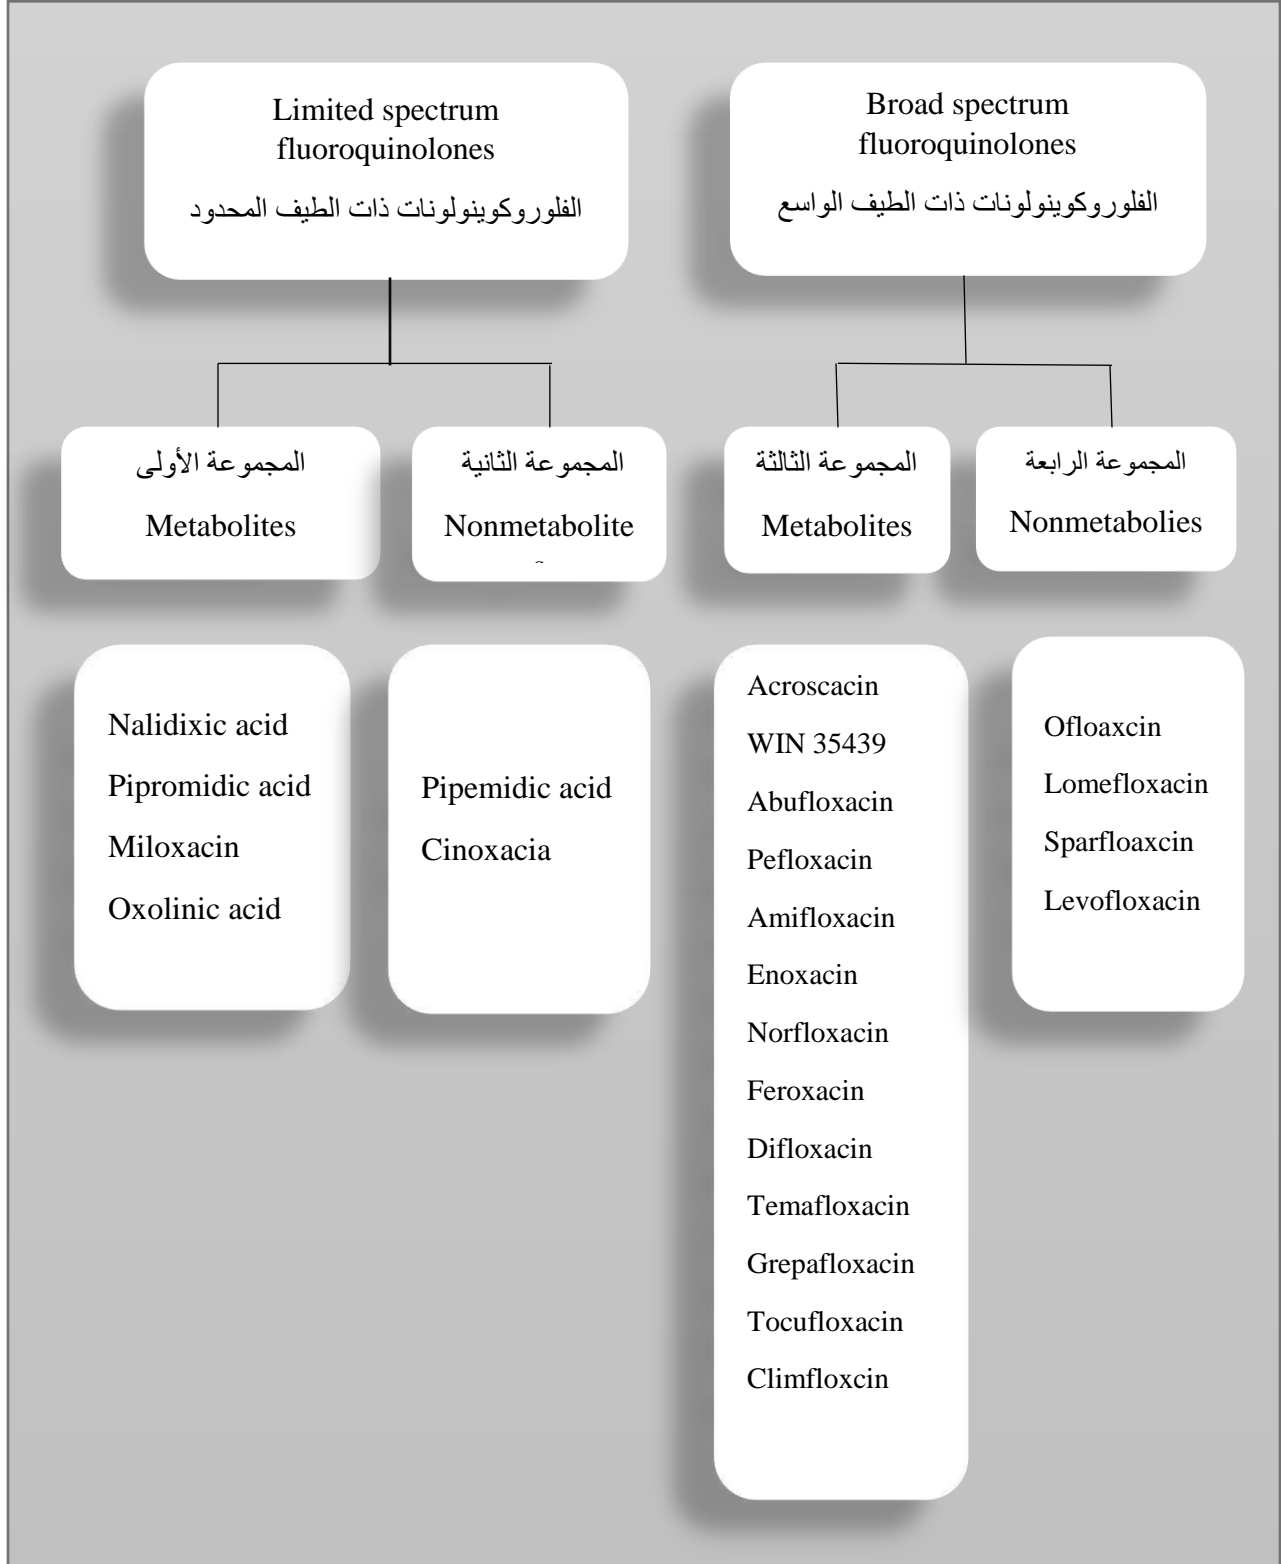 Limited spectrum
fluoroquinolones
الفلوروكوينولونات ذات الطيف المحدود
Broad spectrum
fluoroquinolones
الفلوروكوينولونات ذات الطيف الواسع
المجموعة الأولى
Metabolites
المجموعة الثانية
Nonmetabolite
المجموعة الثالثة
Metabolites
المجموعة الرابعة
Nonmetabolies
Nalidixic acid
Pipromidic acid
Miloxacin
Oxolinic acid
Pipemidic acid
Cinoxacia
Acroscacin
WIN 35439
Abufloxacin
Pefloxacin
Amifloxacin
Enoxacin
Norfloxacin
Feroxacin
Difloxacin
Temafloxacin
Grepafloxacin
Tocufloxacin
Climfloxcin
Ofloaxcin
Lomefloxacin
Sparfloaxcin
Levofloxacin